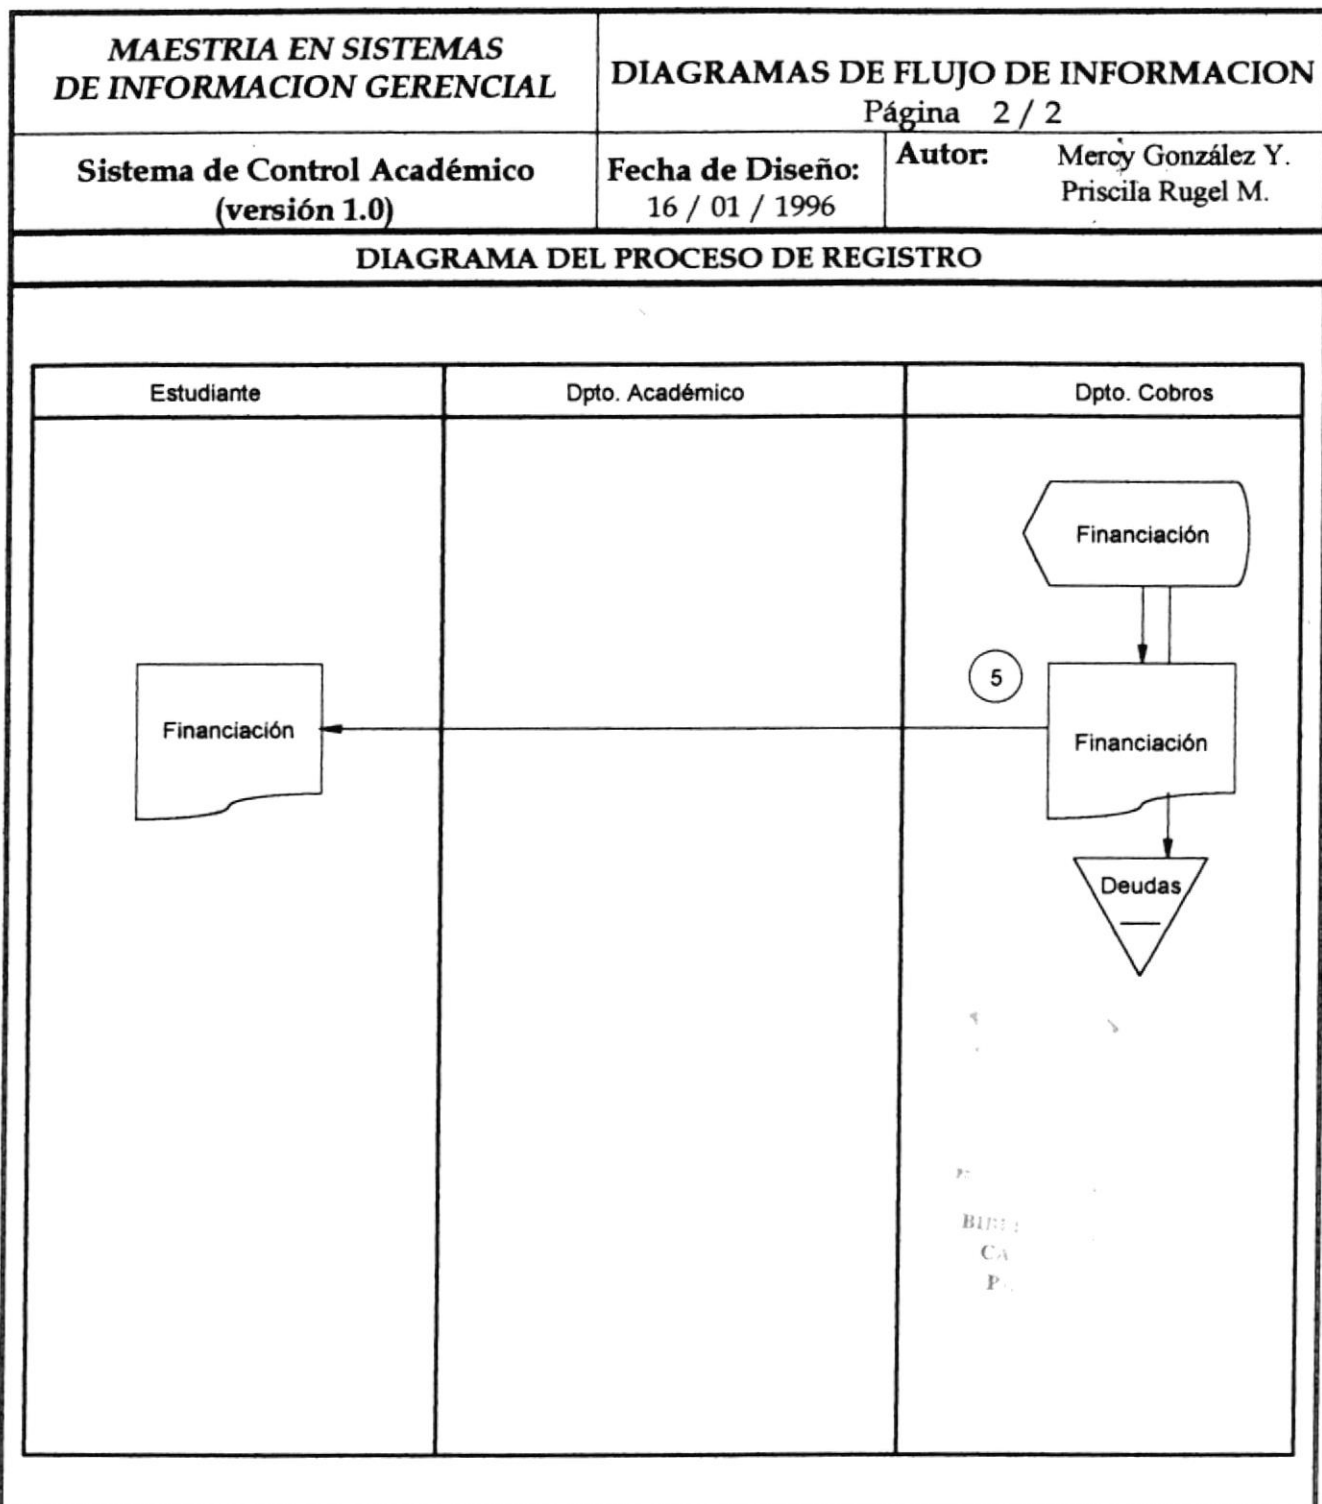 MAESTRIA EN SISTEMAS
DE INFORMACION GERENCIAL
DIAGRAMAS DE FLUJO DE INFORMACION
Página 2 / 2
Sistema de Control Académico
(versión 1.0)
Fecha de Diseño:
16 / 01 / 1996
Autor: Mercy González Y.
Priscila Rugel M.
DIAGRAMA DEL PROCESO DE REGISTRO
Estudiante
Dpto. Académico
Dpto. Cobros
Financiación
5
Financiación
Financiación
Deudas